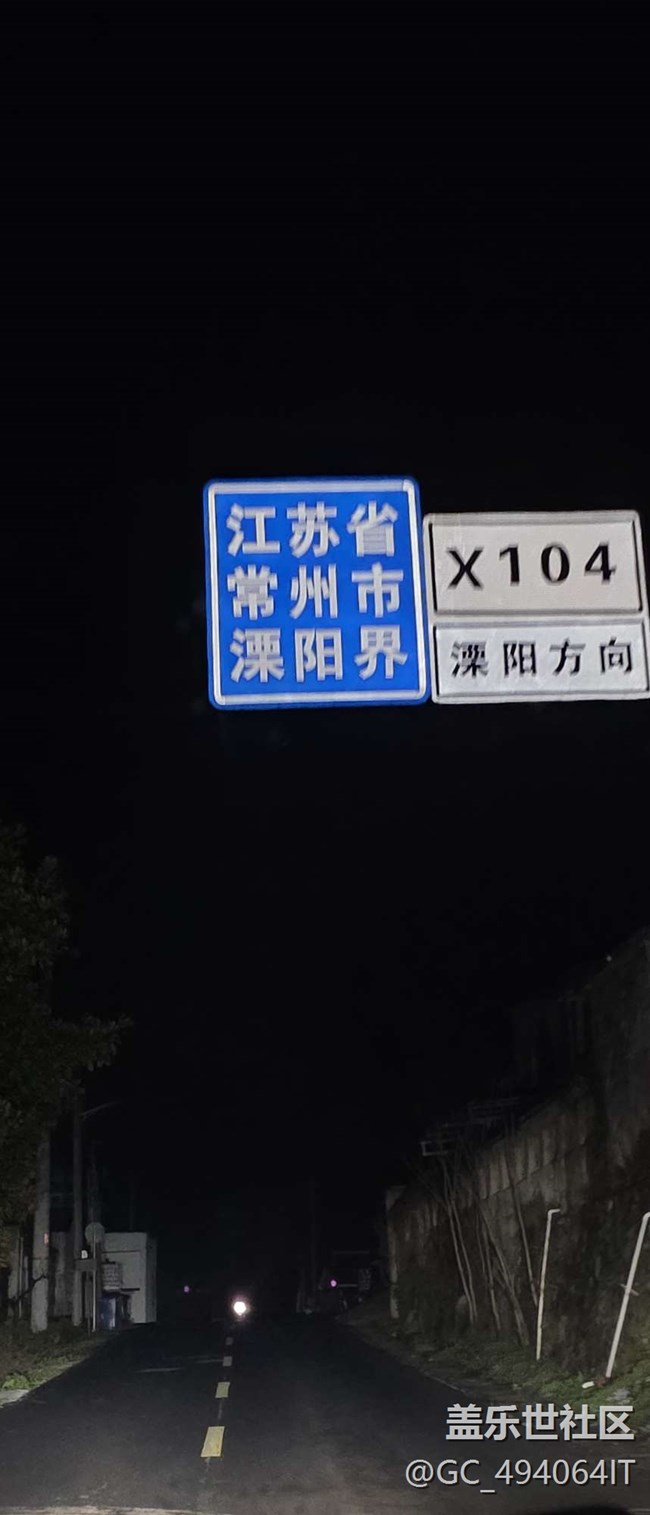 江苏省
常州市
溧阳界
X104
溧阳方向
盖乐世社区
@GC_494064IT